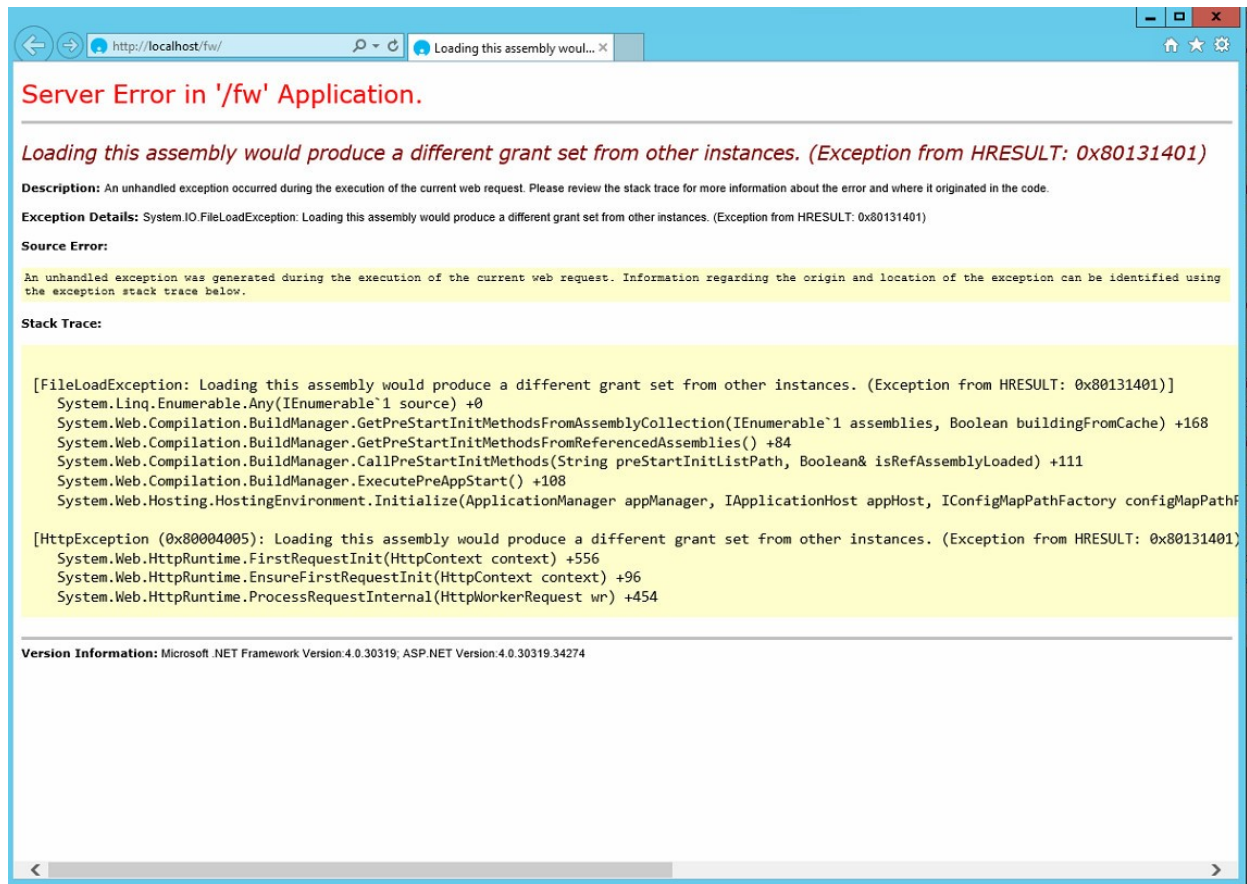 http://localhost/fw/
Loading this assembly woul...
Server Error in '/fw' Application.
Loading this assembly would produce a different grant set from other instances. (Exception from HRESULT: 0x80131401)
Description: An unhandled exception occurred during the execution of the current web request. Please review the stack trace for more information about the error and where it originated in the code.
Exception Details: System.IO.FileLoadException: Loading this assembly would produce a different grant set from other instances. (Exception from HRESULT: 0x80131401)
Source Error:
An unhandled exception was generated during the execution of the current web request. Information regarding the origin and location of the exception can be identified using
the exception stack trace below.
Stack Trace:
[FileLoadException: Loading this assembly would produce a different grant set from other instances. (Exception from HRESULT: 0x80131401)]
System.Linq.Enumerable.Any(IEnumerable`1 source) +0
System.Web.Compilation.BuildManager.GetPreStartInitMethodsFromAssemblyCollection(IEnumerable`1 assemblies, Boolean buildingFromCache) +168
System.Web.Compilation.BuildManager.GetPreStartInitMethodsFromReferencedAssemblies() +84
System.Web.Compilation.BuildManager.CallPreStartInitMethods(String preStartInitListPath, Boolean& isRefAssemblyLoaded) +111
System.Web.Compilation.BuildManager.ExecutePreAppStart() +108
System.Web.Hosting.HostingEnvironment.Initialize(ApplicationManager appManager, IApplicationHost appHost, IConfigMapPathFactory configMapPathF
[HttpException (0x80004005): Loading this assembly would produce a different grant set from other instances. (Exception from HRESULT: 0x80131401)
System.Web.HttpRuntime.FirstRequestInit(HttpContext context) +556
System.Web.HttpRuntime.EnsureFirstRequestInit(HttpContext context) +96
System.Web.HttpRuntime.ProcessRequestInternal(HttpWorkerRequest wr) +454
Version Information: Microsoft .NET Framework Version:4.0.30319; ASP.NET Version:4.0.30319.34274